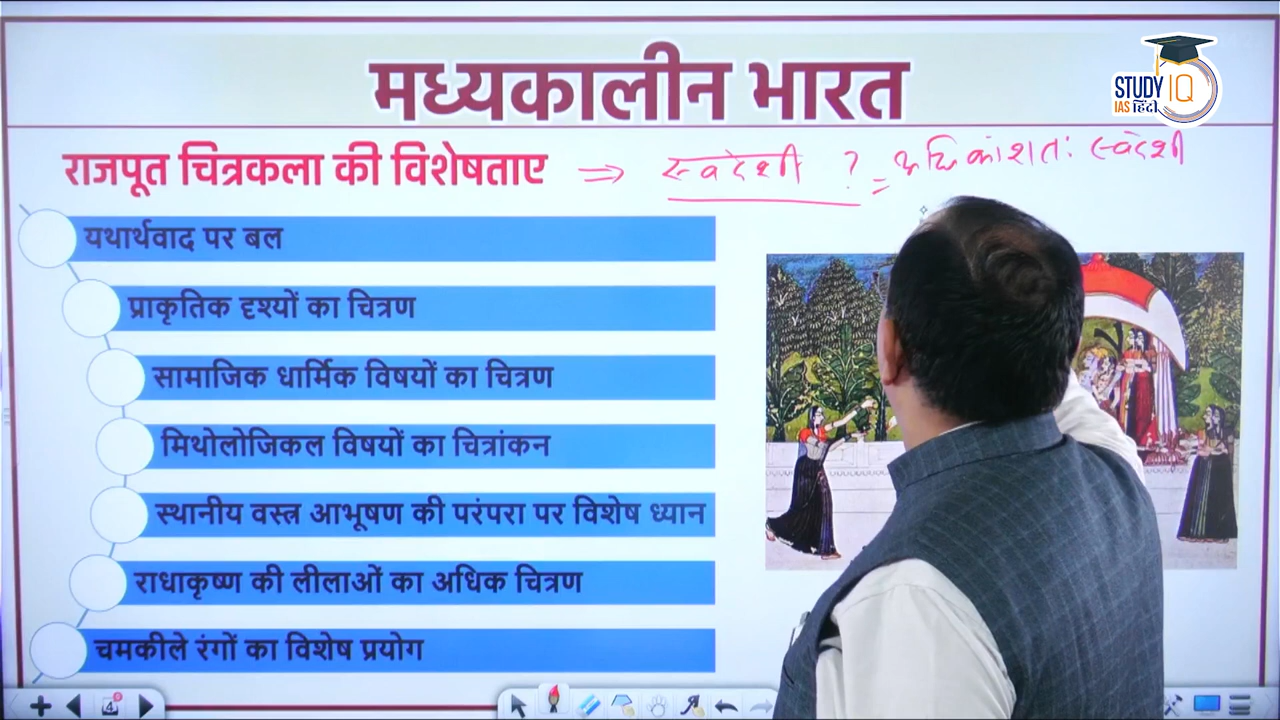 मध्यकालीन भारत
STUDY IQ
IAS हिंदी
राजपूत चित्रकला की विशेषताए ⇒ स्वदेशी ? = अधिकांशतः स्वदेशी
यथार्थवाद पर बल
प्राकृतिक दृश्यों का चित्रण
सामाजिक धार्मिक विषयों का चित्रण
मिथोलोजिकल विषयों का चित्रांकन
स्थानीय वस्त्र आभूषण की परंपरा पर विशेष ध्यान
राधाकृष्ण की लीलाओं का अधिक चित्रण
चमकीले रंगों का विशेष प्रयोग
4